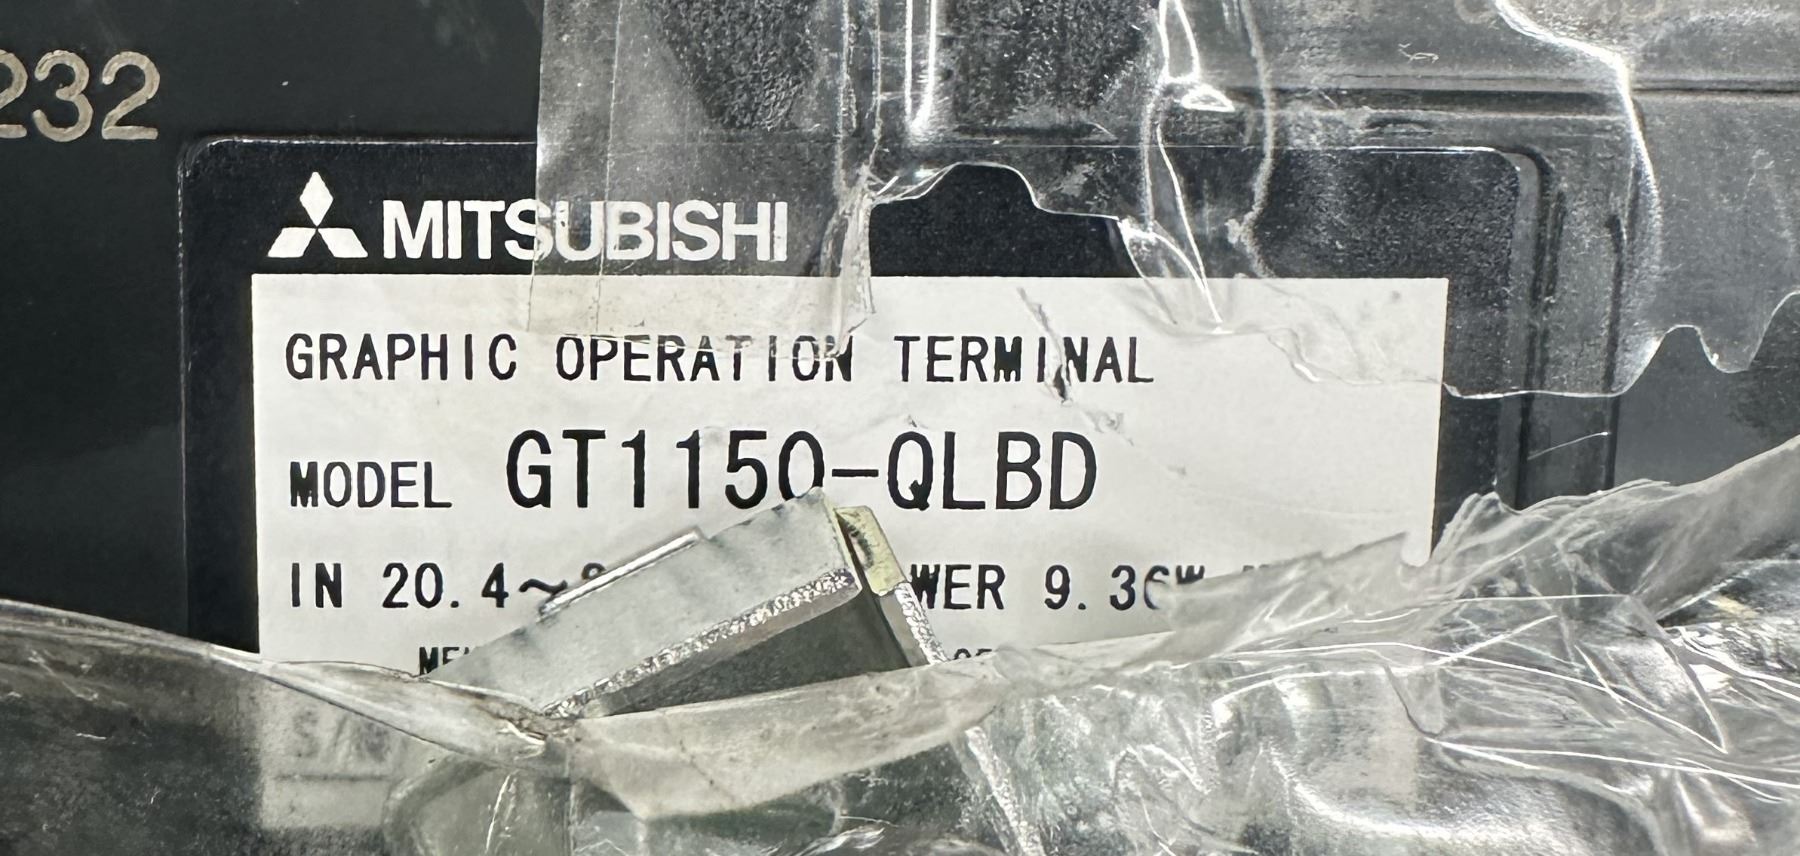 232
MITSUBISHI
GRAPHIC OPERATION TERMINAL
MODEL GT1150-QLBD
IN 20.4~ WER 9.36W